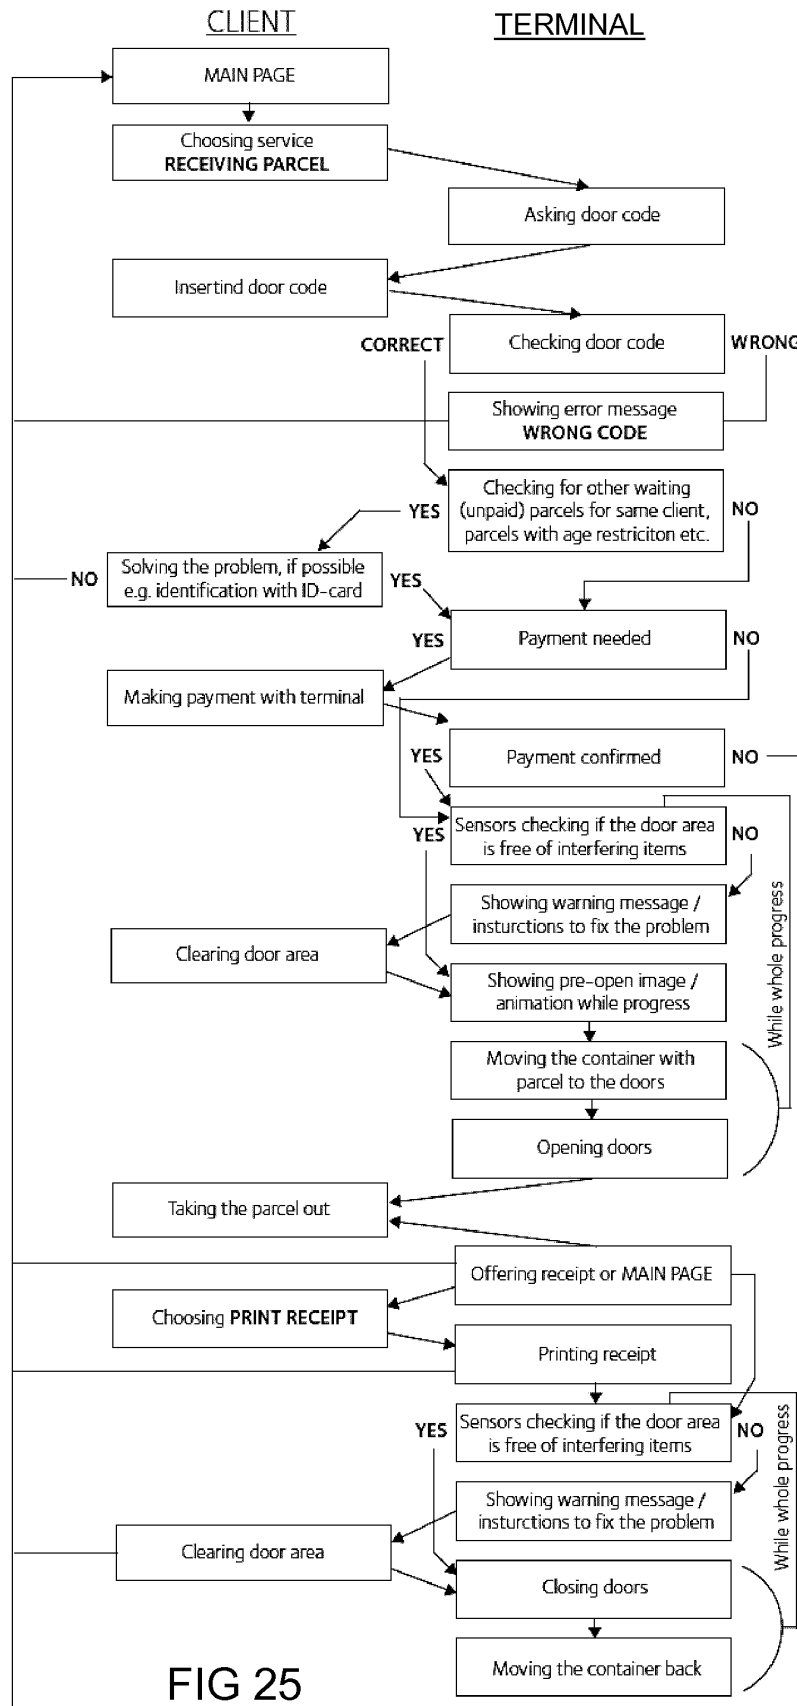 CLIENT
TERMINAL
MAIN PAGE
Choosing service
RECEIVING PARCEL
Asking door code
Insertind door code
CORRECT
Checking door code
WRONG
Showing error message
WRONG CODE
Checking for other waiting
(unpaid) parcels for same client,
parcels with age restriciton etc.
YES
NO
NO
Solving the problem, if possible
e.g. identification with ID-card
YES
YES
Payment needed
NO
Making payment with terminal
YES
Payment confirmed
NO
YES
Sensors checking if the door area
is free of interfering items
NO
Showing warning message /
insturctions to fix the problem
Clearing door area
While whole progress
Showing pre-open image /
animation while progress
Moving the container with
parcel to the doors
Opening doors
Taking the parcel out
Offering receipt or MAIN PAGE
Choosing PRINT RECEIPT
Printing receipt
YES
Sensors checking if the door area
is free of interfering items
NO
While whole progress
Showing warning message /
insturctions to fix the problem
Clearing door area
Closing doors
Moving the container back
FIG 25